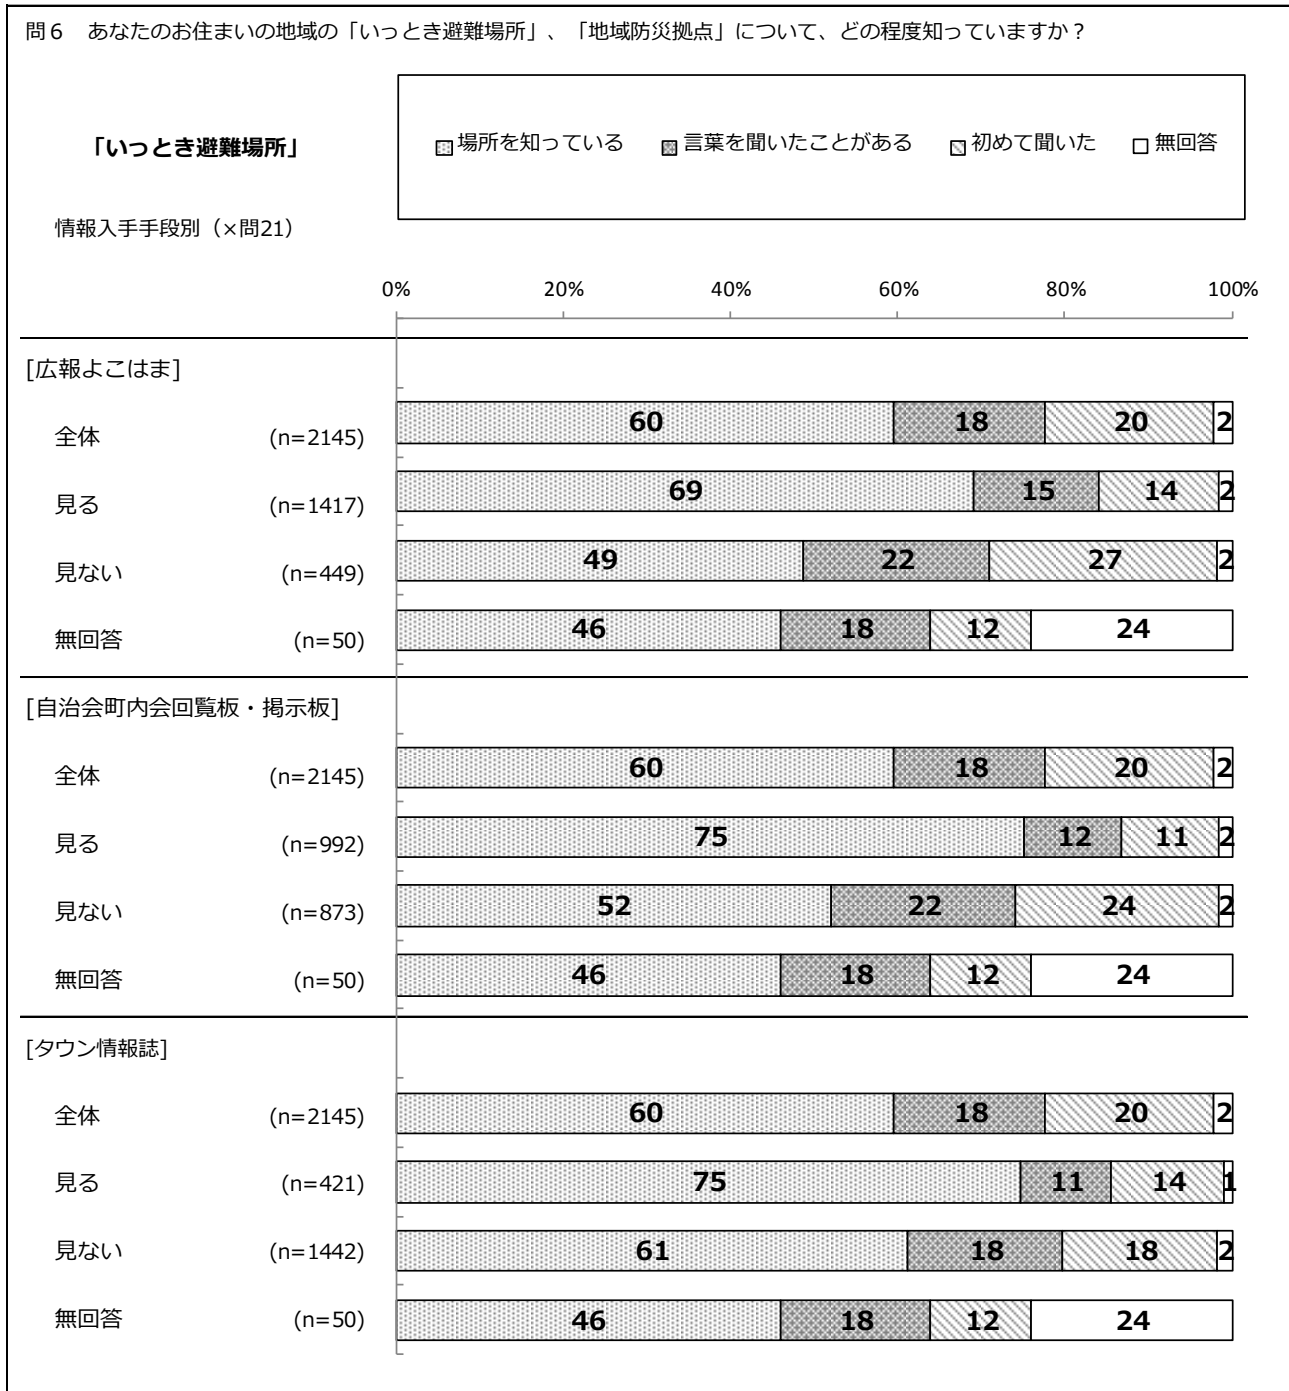 問6　あなたのお住まいの地域の「いっとき避難場所」、「地域防災拠点」について、どの程度知っていますか？
「いっとき避難場所」
場所を知っている 言葉を聞いたことがある 初めて聞いた 無回答
情報入手手段別（×問21）
0% 20% 40% 60% 80% 100%
[広報よこはま]
全体 (n=2145) 60 18 20 2
見る (n=1417) 69 15 14 2
見ない (n=449) 49 22 27 2
無回答 (n=50) 46 18 12 24
[自治会町内会回覧板・掲示板]
全体 (n=2145) 60 18 20 2
見る (n=992) 75 12 11 2
見ない (n=873) 52 22 24 2
無回答 (n=50) 46 18 12 24
[タウン情報誌]
全体 (n=2145) 60 18 20 2
見る (n=421) 75 11 14 1
見ない (n=1442) 61 18 18 2
無回答 (n=50) 46 18 12 24